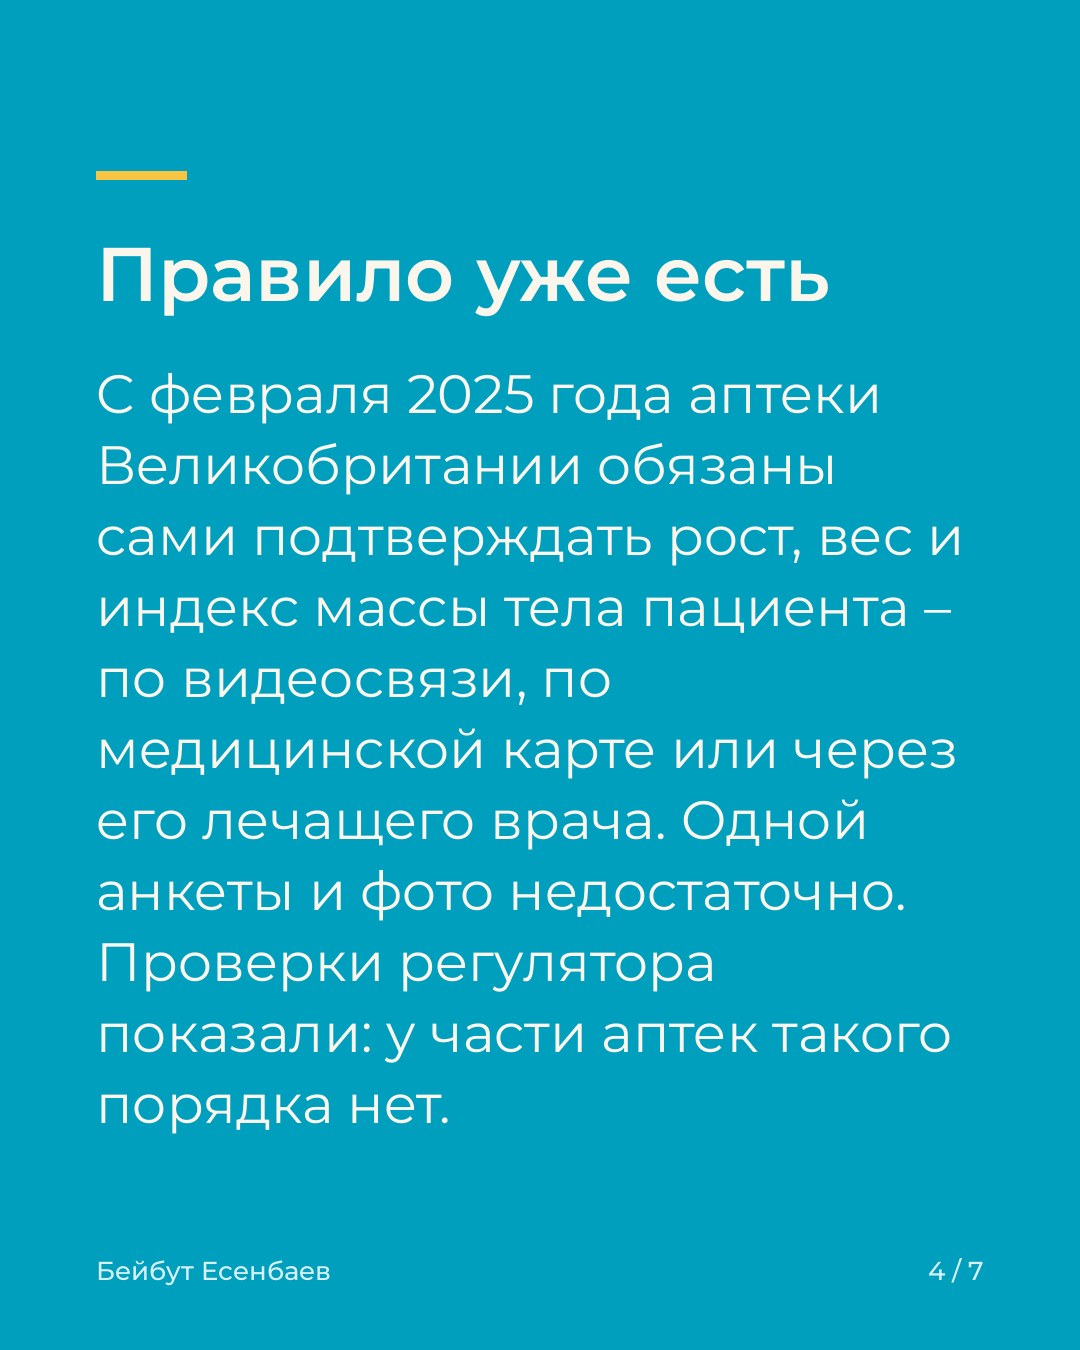 Правило уже есть
С февраля 2025 года аптеки
Великобритании обязаны
сами подтверждать рост, вес и
индекс массы тела пациента –
по видеосвязи, по
медицинской карте или через
его лечащего врача. Одной
анкеты и фото недостаточно.
Проверки регулятора
показали: у части аптек такого
порядка нет.
Бейбут Есенбаев
4 / 7